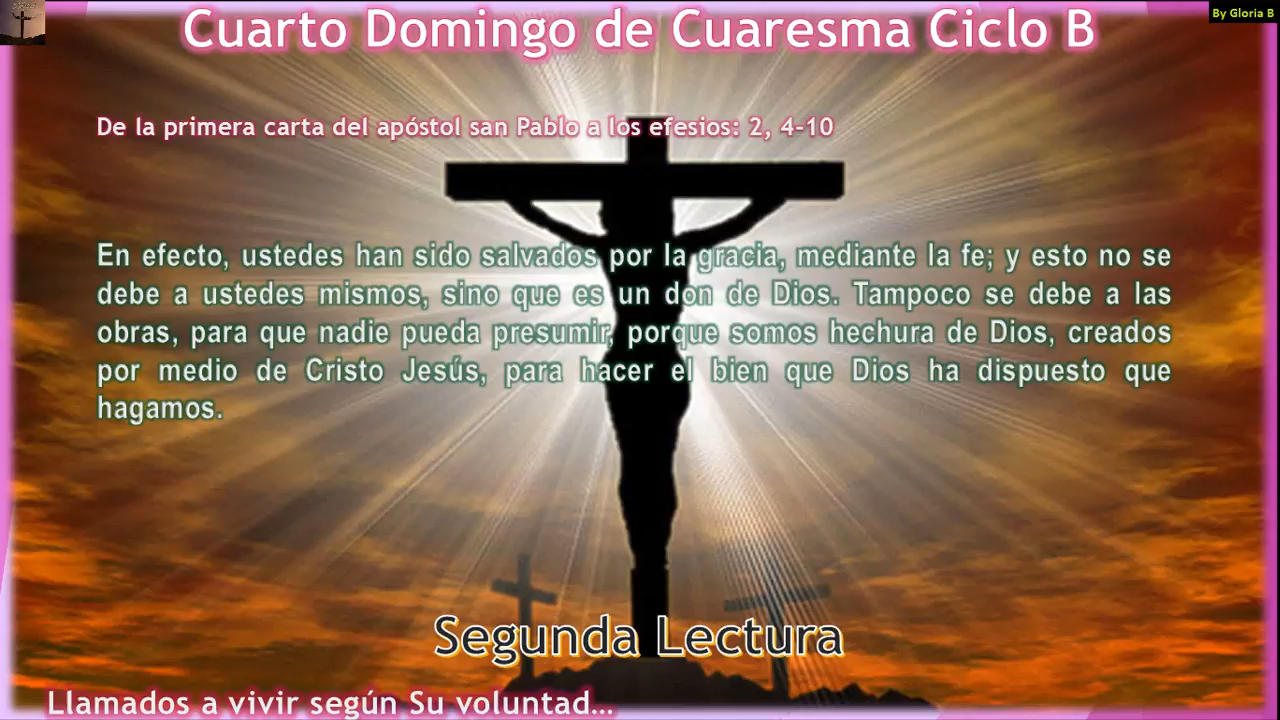 By Gloria B
Cuarto Domingo de Cuaresma Ciclo B
De la primera carta del apóstol san Pablo a los efesios: 2, 4-10
En efecto, ustedes han sido salvados por la gracia, mediante la fe; y esto no se
debe a ustedes mismos, sino que es un don de Dios. Tampoco se debe a las
obras, para que nadie pueda presumir, porque somos hechura de Dios, creados
por medio de Cristo Jesús, para hacer el bien que Dios ha dispuesto que
hagamos.
Segunda Lectura
Llamados a vivir según Su voluntad...